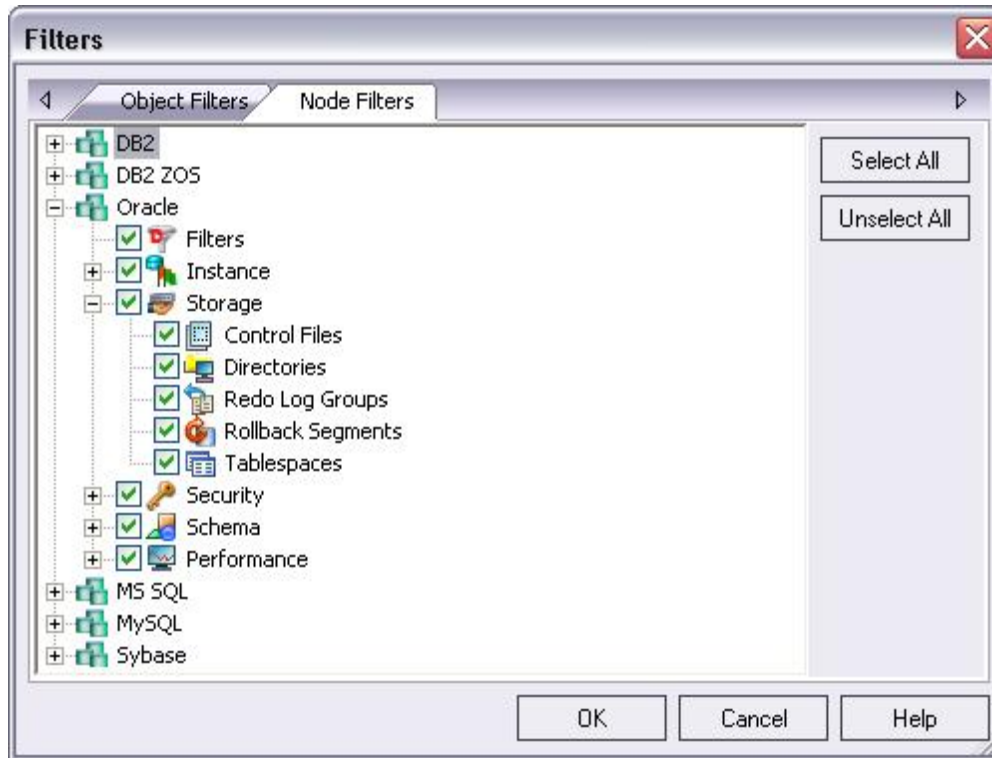 Filters
Object Filters Node Filters
DB2
Select All
DB2 ZOS
Oracle
Unselect All
Filters
Instance
Storage
Control Files
Directories
Redo Log Groups
Rollback Segments
Tablespaces
Security
Schema
Performance
MS SQL
MySQL
Sybase
OK Cancel Help